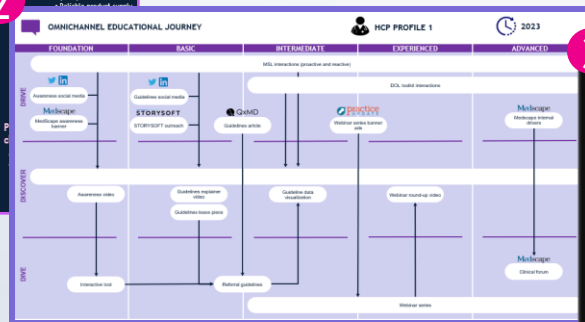 OMNICHANNEL EDUCATIONAL JOURNEY
HCP PROFILE 1
2023
FOUNDATION
BASIC
INTERMEDIATE
EXPERIENCED
ADVANCED
MSL interactions (proactive and reactive)
DOL toolkit interactions
DRIVE
Awareness social media
Guidelines social media
Medscape
MedScape awareness
banner
STORYSOFT
STORYSOFT outreach
QxMD
Guidelines article
practice
Webinar series banner
ads
Medscape
Medscape internal
drivers
DISCOVER
Awareness video
Guidelines explainer
video
Guidelines leave piece
Guideline data
visualization
Webinar round-up video
DIVE
Interactive tool
Referral guidelines
Medscape
Clinical forum
Webinar series